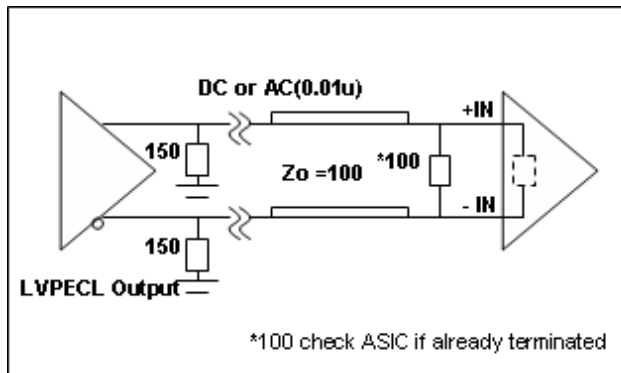 DC or AC(0.01u)
+IN
150
Zo =100
*100
- IN
150
LVPECL Output
*100 check ASIC if already terminated